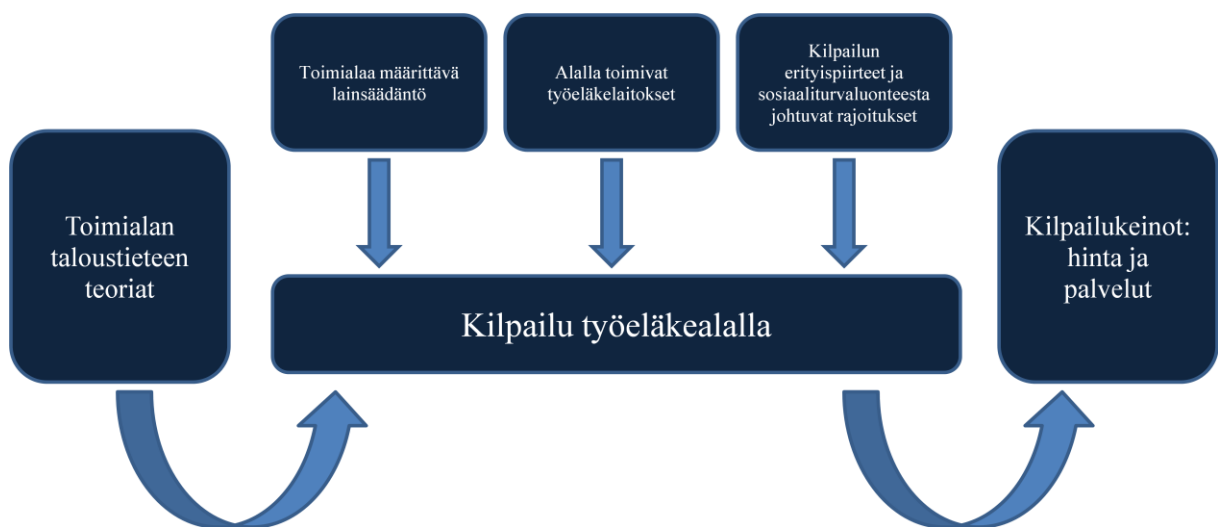 Toimialaa määrittävä
lainsäädäntö
Alalla toimivat
työeläkelaitokset
Kilpailun
erityispiirteet ja
sosiaaliturvaluonteesta
johtuvat rajoitukset
Toimialan
taloustieteen
teoriat
Kilpailukeinot:
hinta ja
palvelut
Kilpailu työeläkealalla